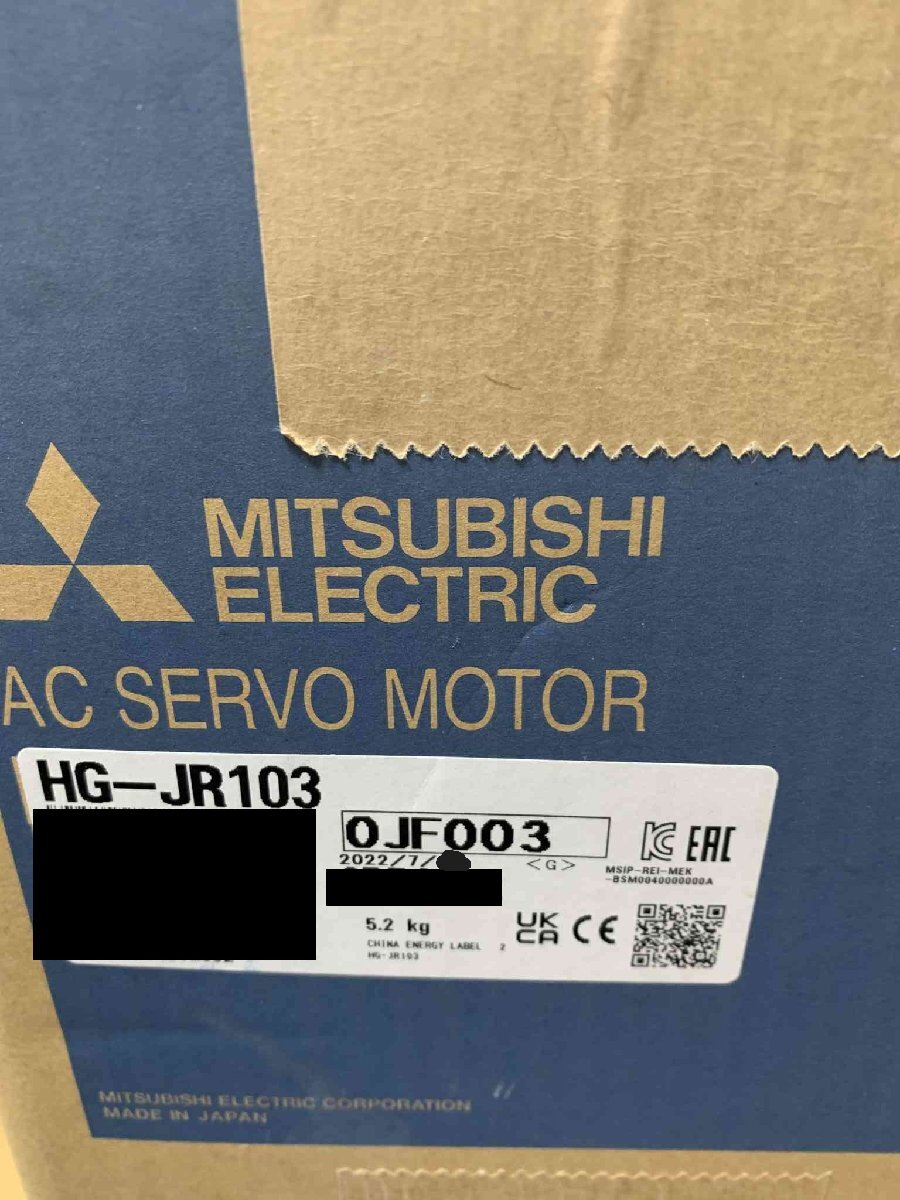 MITSUBISHI
ELECTRIC
AC SERVO MOTOR
HG-JR103
0JF003
2022/7/
<G>
MSIP-REI-MEK
-BSM0040000000A
EAC
5.2 kg
UK
CA
CE
CHINA ENERGY LABEL 2
HG-JR103
MITSUBISHI ELECTRIC CORPORATION
MADE IN JAPAN